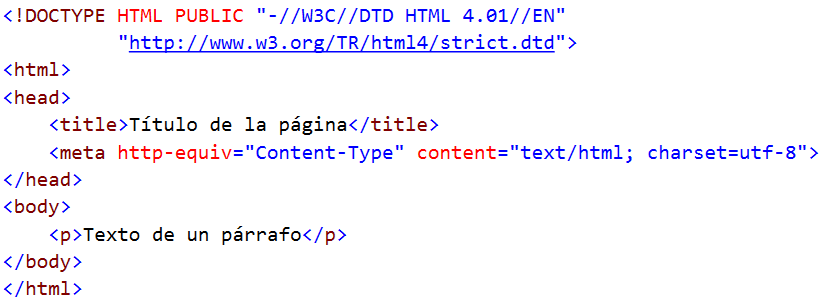 <!DOCTYPE HTML PUBLIC "-//W3C//DTD HTML 4.01//EN"
"http://www.w3.org/TR/html4/strict.dtd">
<html>
<head>
<title>Título de la página</title>
<meta http-equiv="Content-Type" content="text/html; charset=utf-8">
</head>
<body>
<p>Texto de un párrafo</p>
</body>
</html>